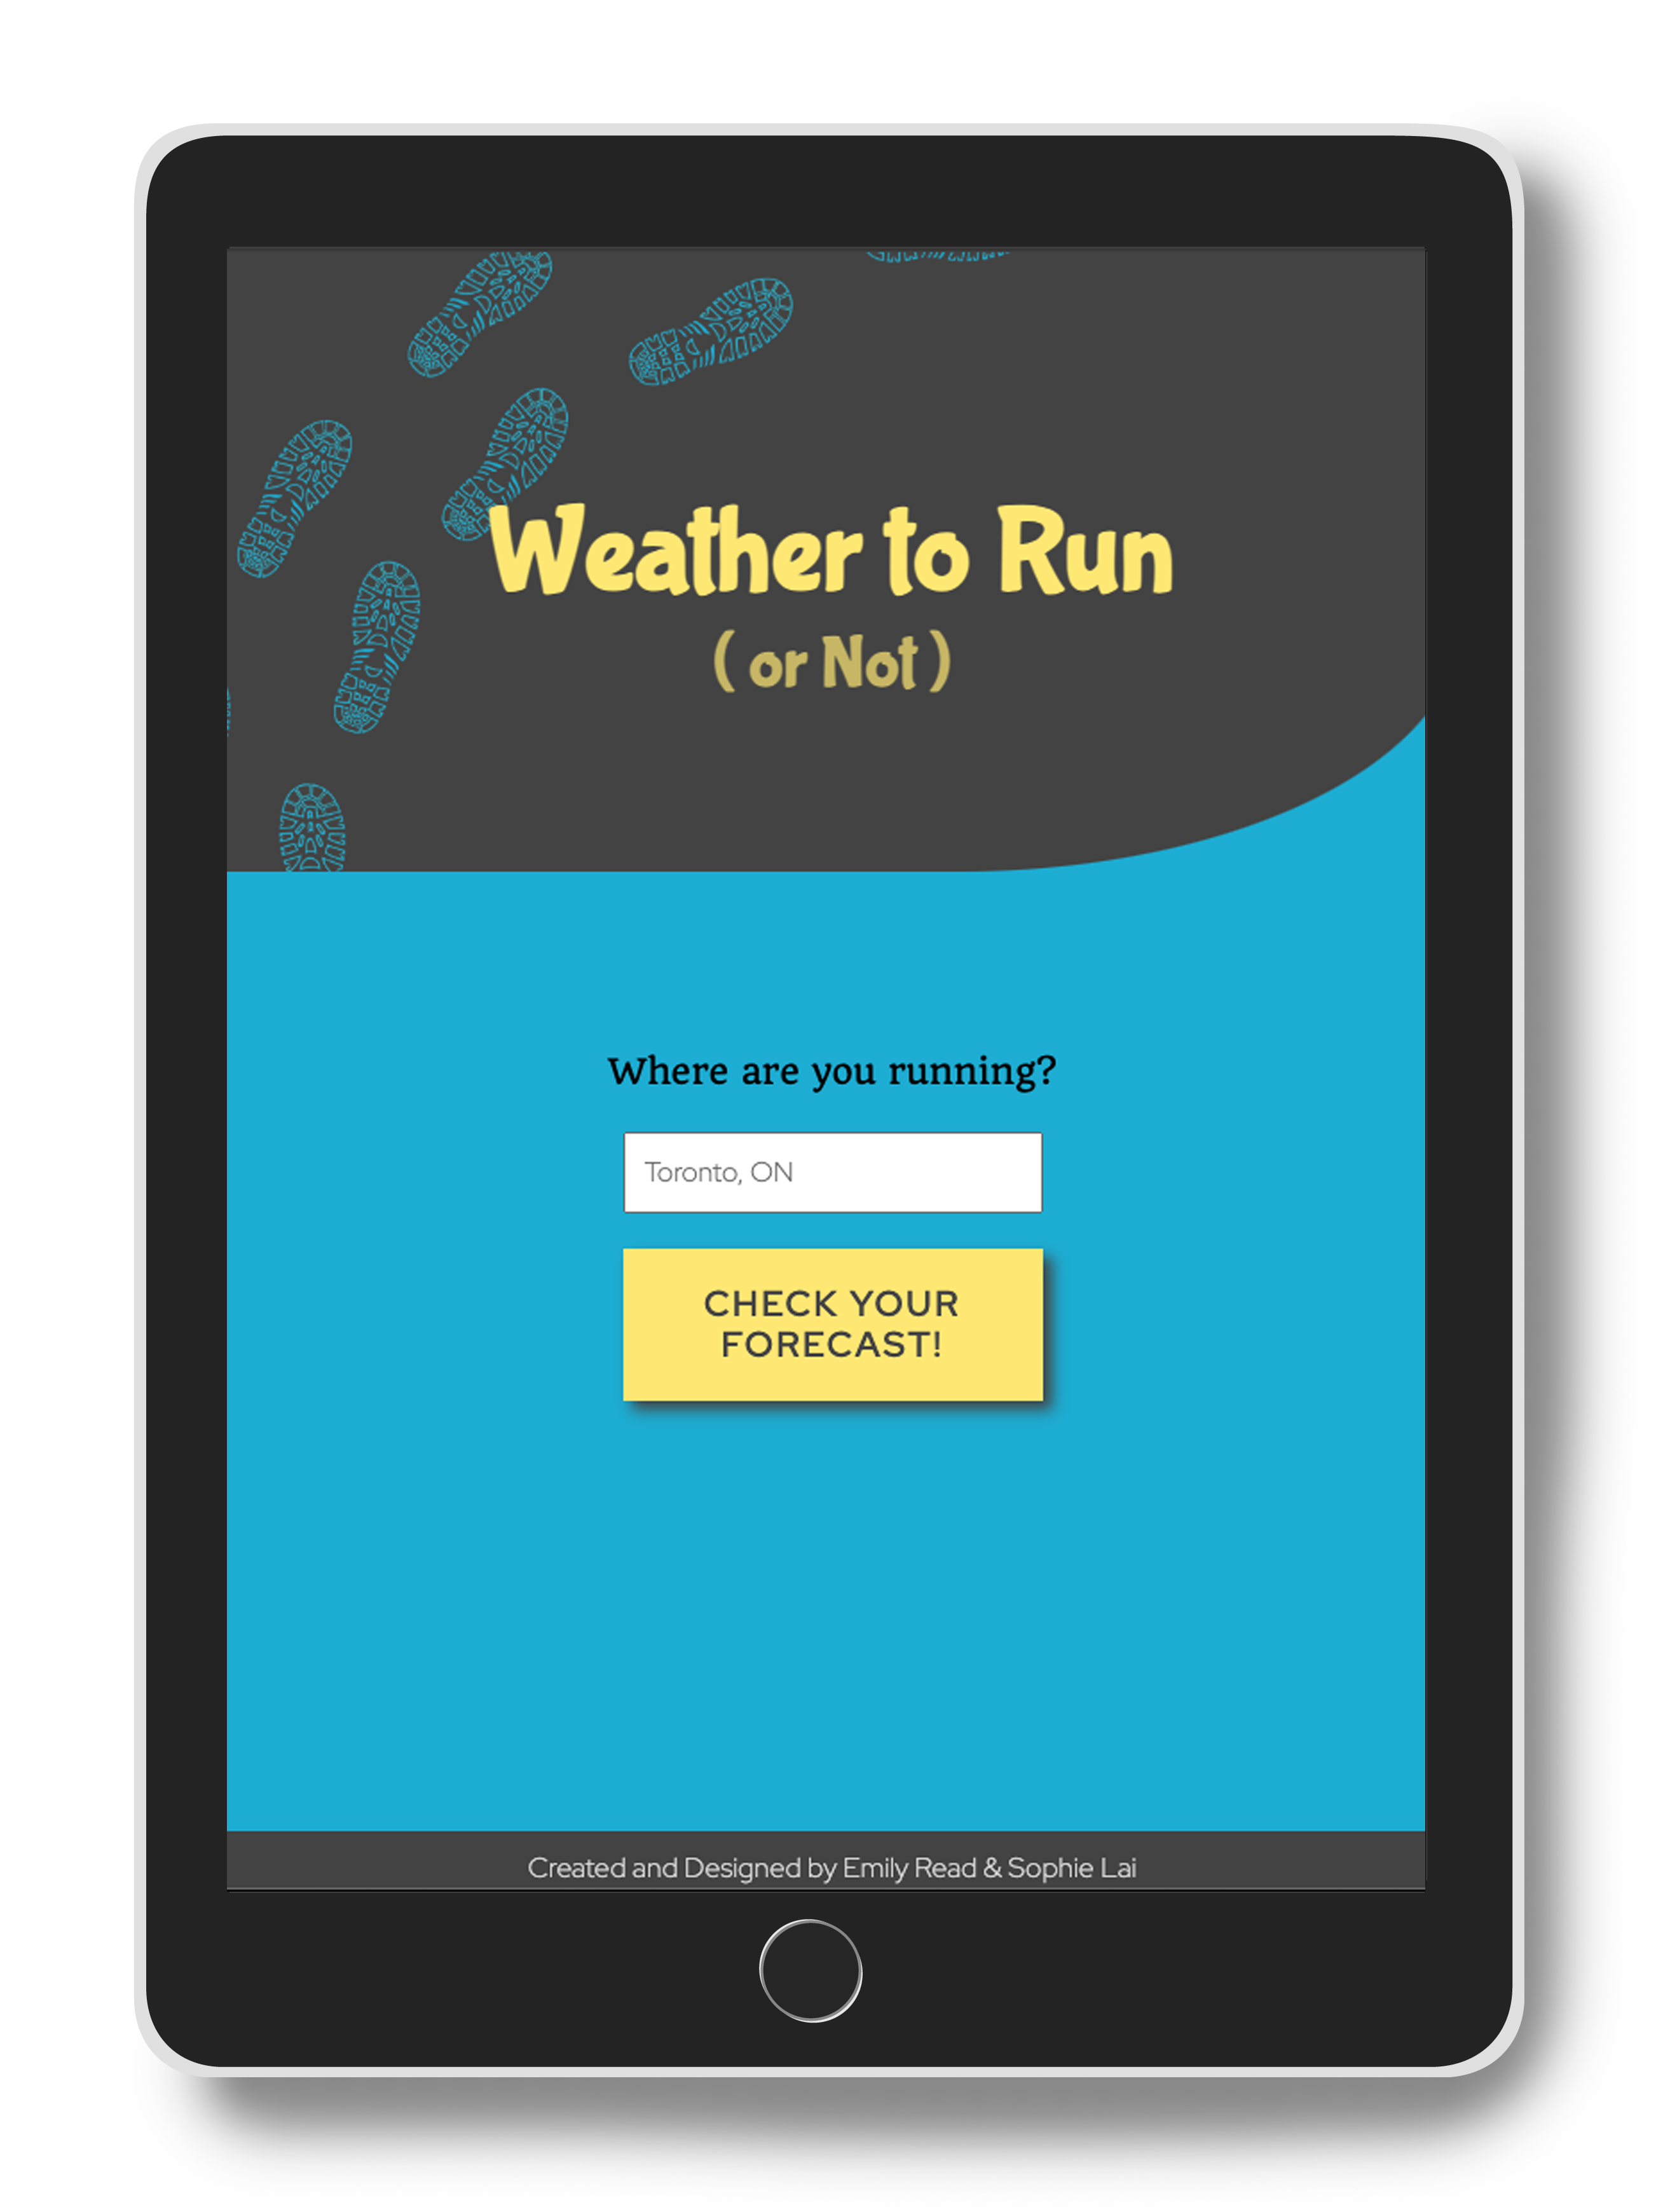 Weather to Run
( or Not )
Where are you running?
Toronto, ON
CHECK YOUR
FORECAST!
Created and Designed by Emily Read & Sophie Lai